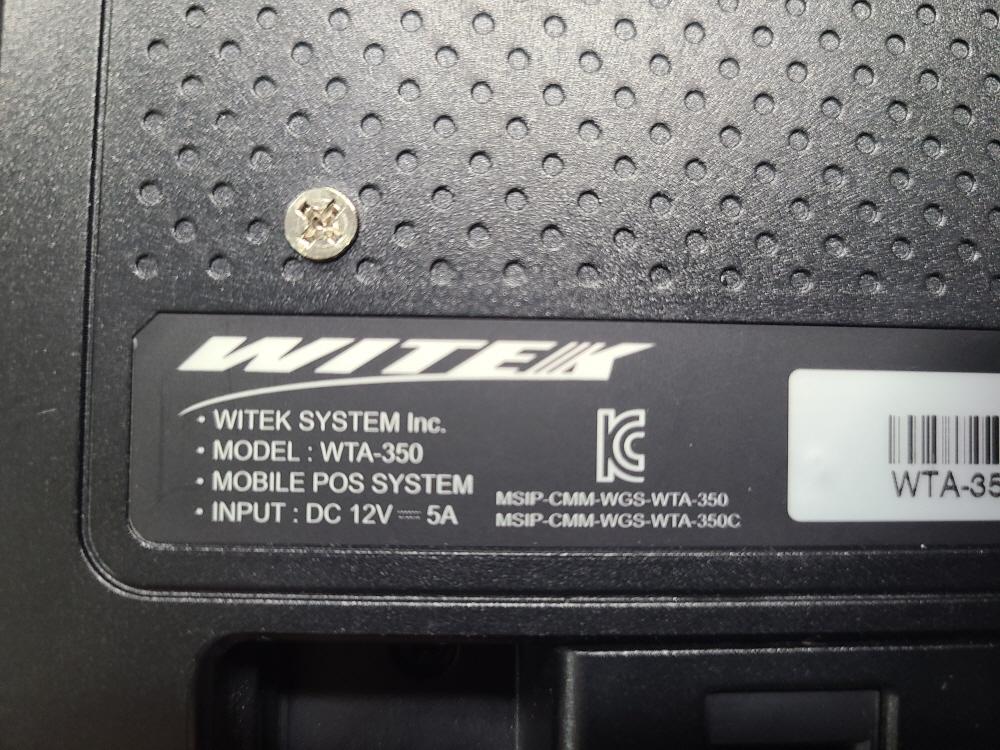 WITEK
• WITEK SYSTEM Inc.
• MODEL : WTA-350
• MOBILE POS SYSTEM
• INPUT : DC 12V ⎓ 5A
KC
MSIP-CMM-WGS-WTA-350
MSIP-CMM-WGS-WTA-350C
WTA-35